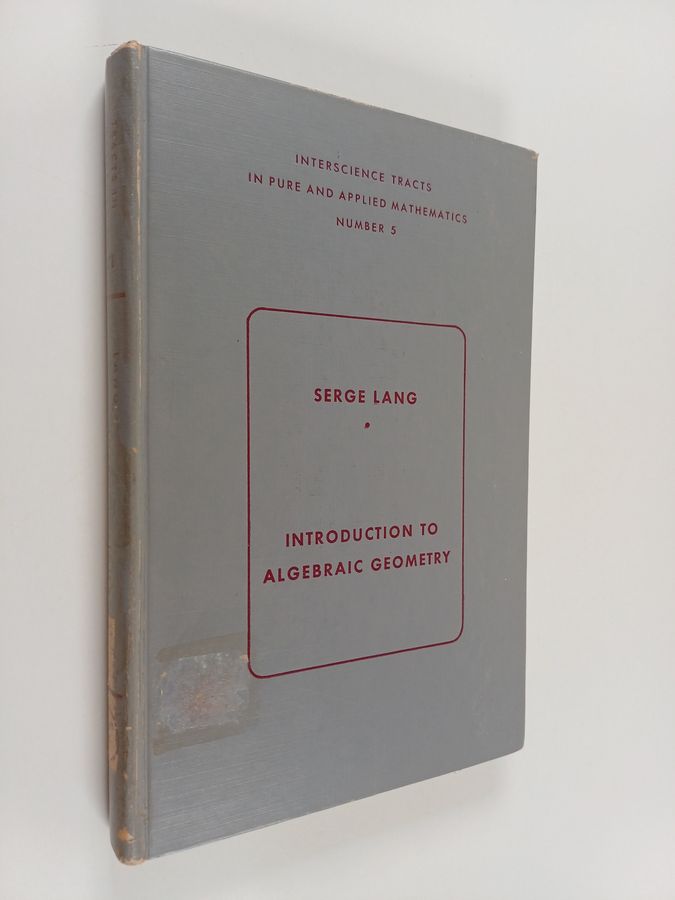 INTERSCIENCE TRACTS
IN PURE AND APPLIED MATHEMATICS
NUMBER 5
SERGE LANG
INTRODUCTION TO
ALGEBRAIC GEOMETRY